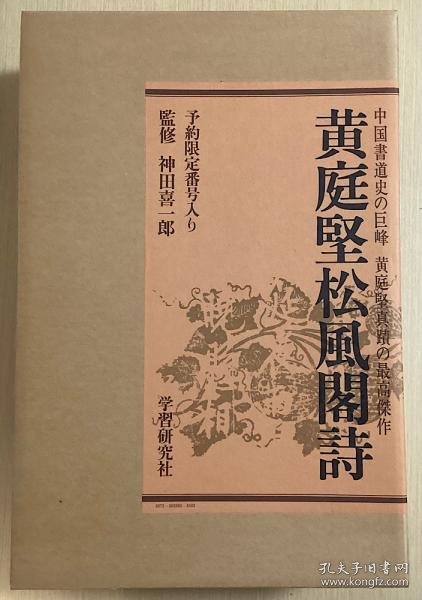 中国書道史の巨峰 黄庭堅真蹟の最高傑作
黄庭堅松風閣詩
予約限定番号入り
監修 神田喜一郎
学習研究社
孔夫子旧书网
www.kongfz.com